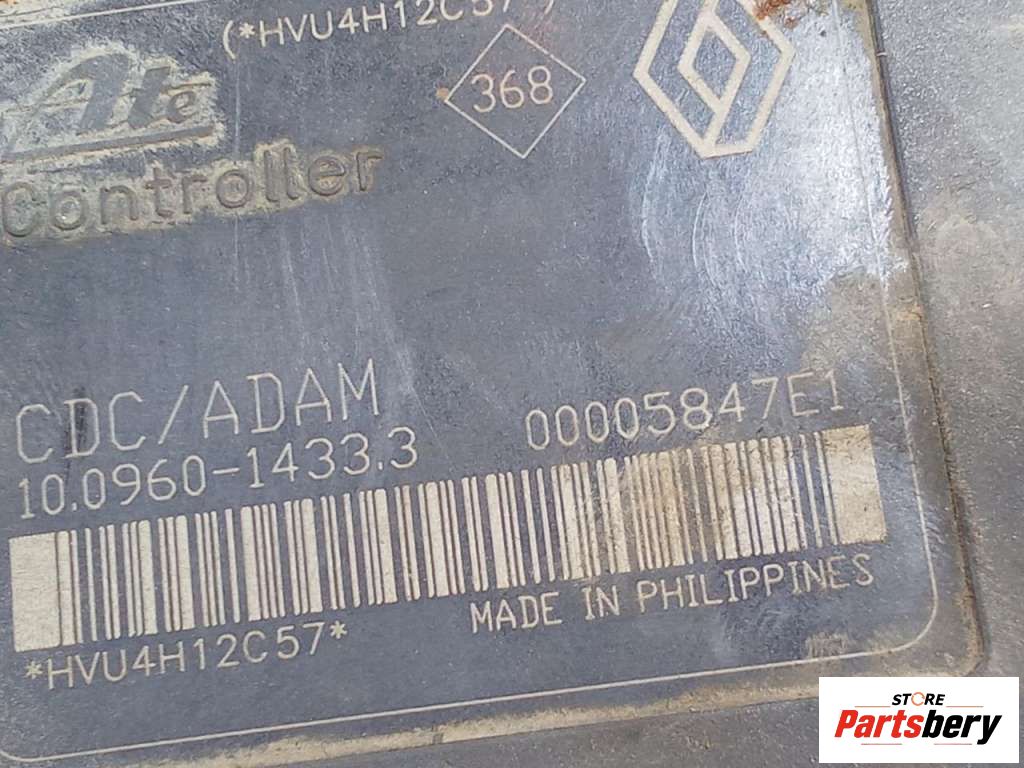 (*HVU4H12C57*)
Ate
368
Controller
CDC/ADAM
10.0960-1433.3
00005847E1
*HVU4H12C57*
MADE IN PHILIPPINES
STORE
Partsbery